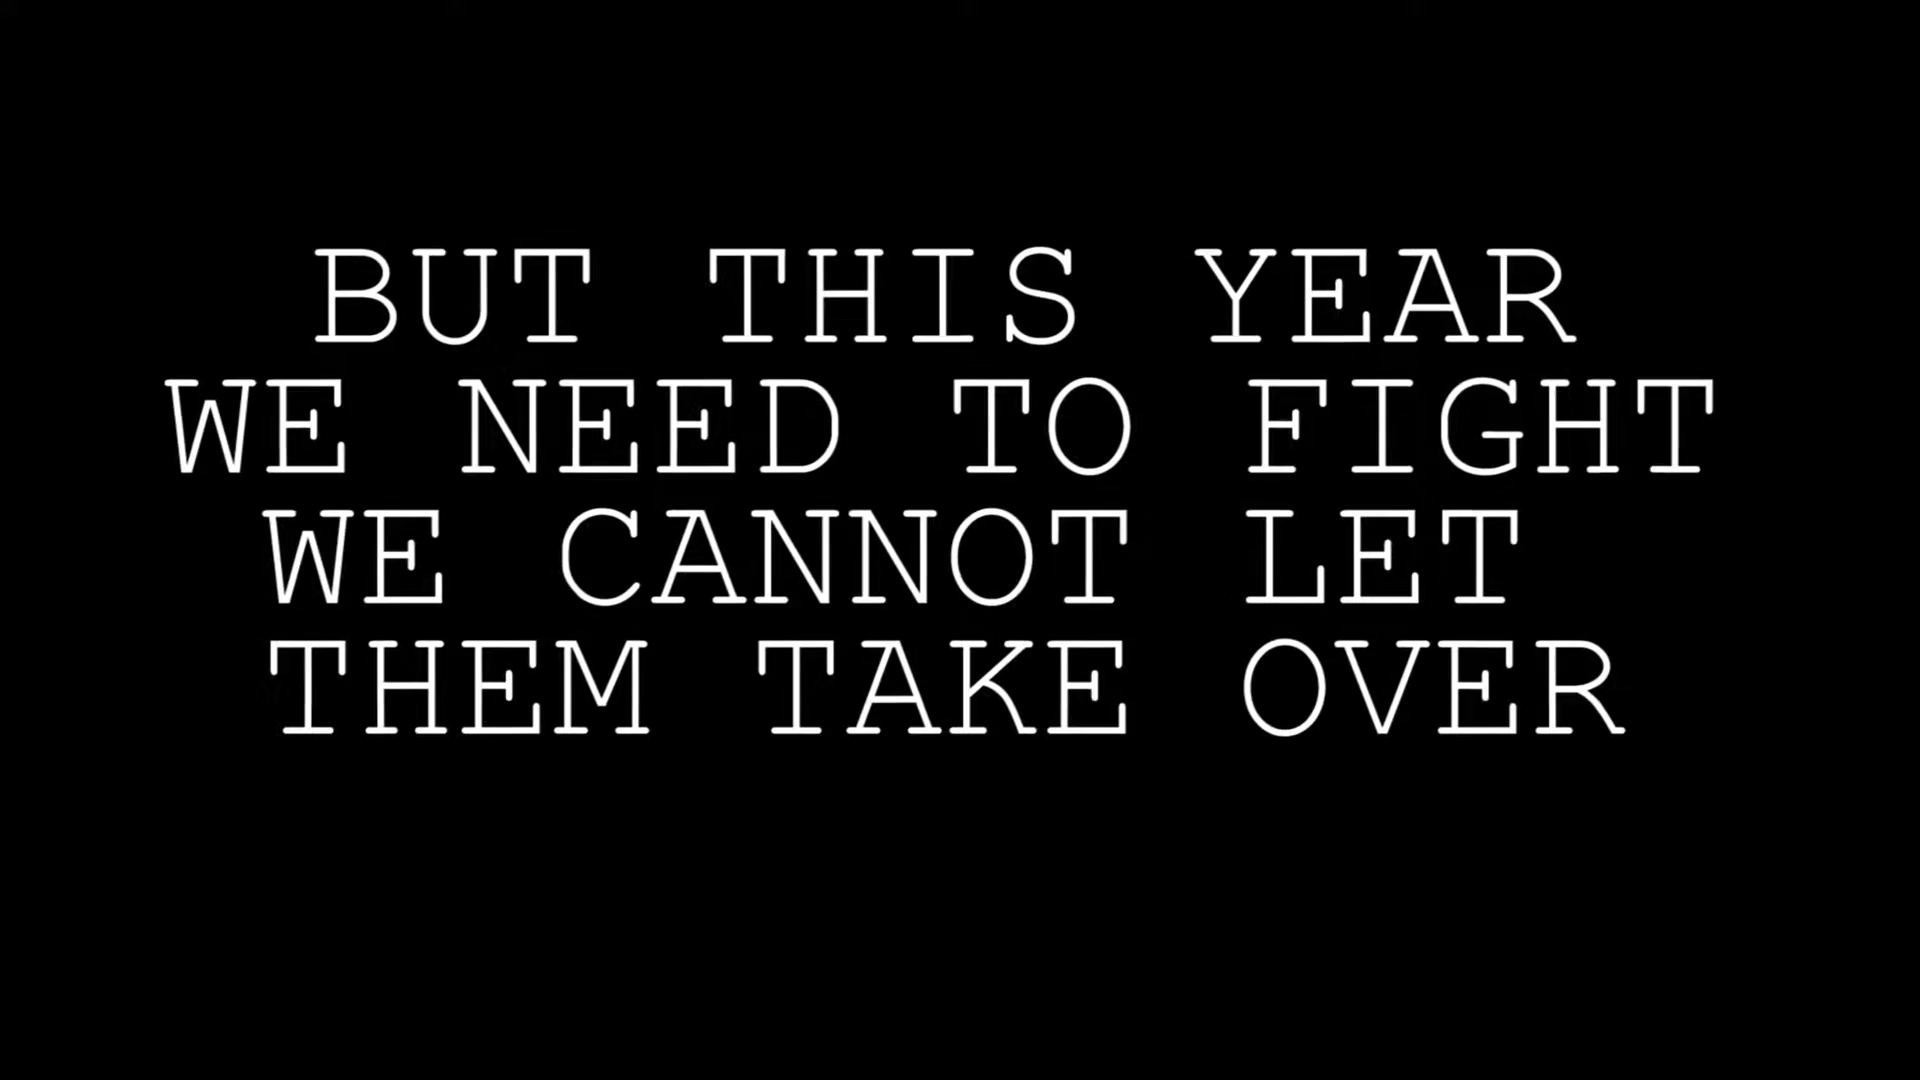 BUT THIS YEAR
WE NEED TO FIGHT
WE CANNOT LET
THEM TAKE OVER